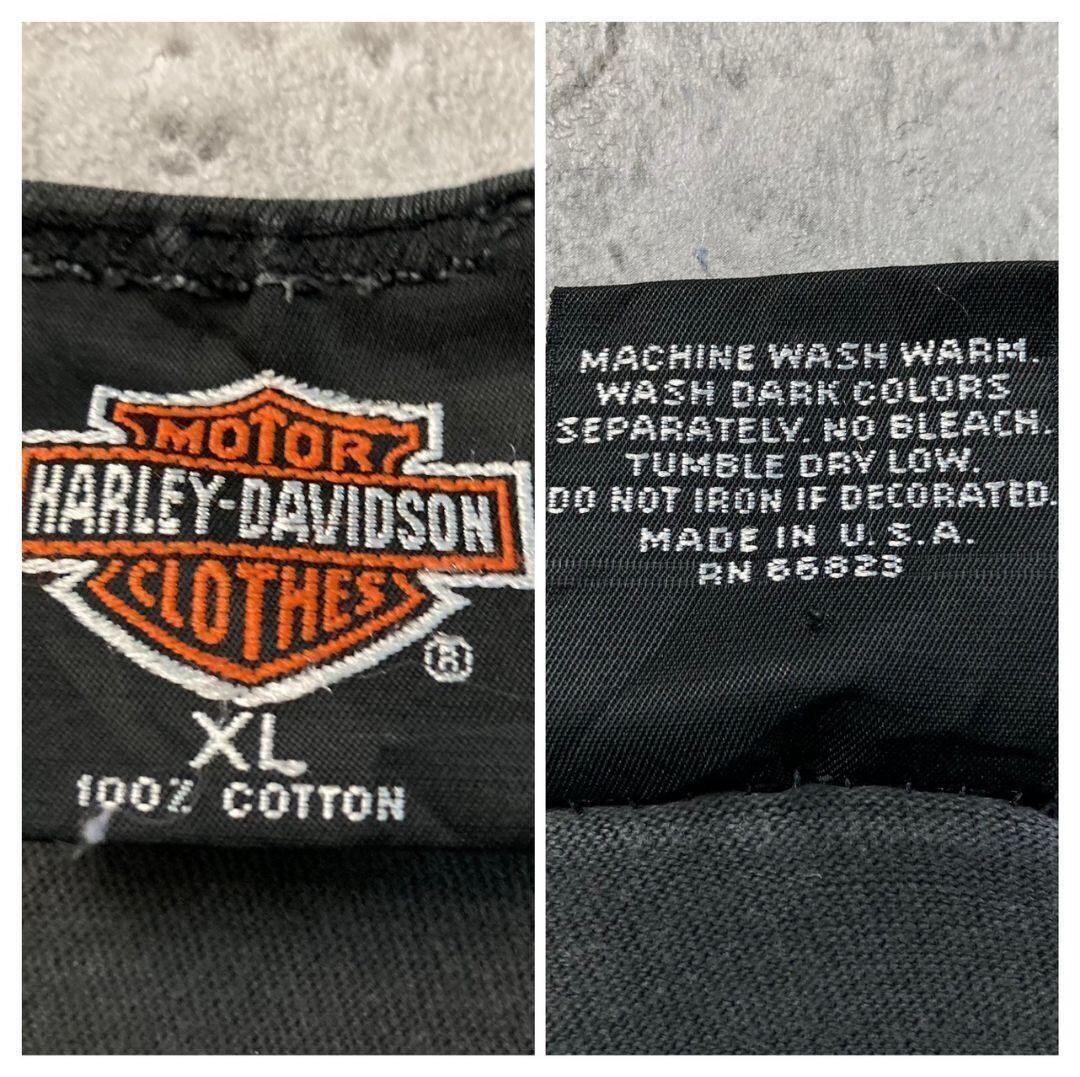 MOTOR
HARLEY-DAVIDSON
CLOTHES
®
XL
100% COTTON
MACHINE WASH WARM.
WASH DARK COLORS
SEPARATELY. NO BLEACH.
TUMBLE DRY LOW.
DO NOT IRON IF DECORATED.
MADE IN U.S.A.
RN 66823